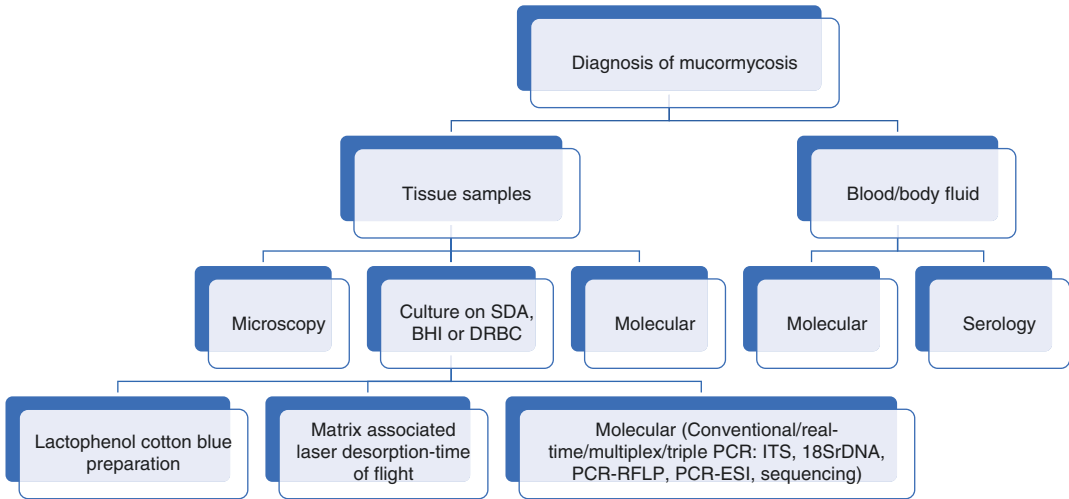 Diagnosis of mucormycosis
Tissue samples
Blood/body fluid
Microscopy
Culture on SDA,
BHI or DRBC
Molecular
Molecular
Serology
Lactophenol cotton blue
preparation
Matrix associated
laser desorption-time
of flight
Molecular (Conventional/real-
time/multiplex/triple PCR: ITS, 18SrDNA,
PCR-RFLP, PCR-ESI, sequencing)